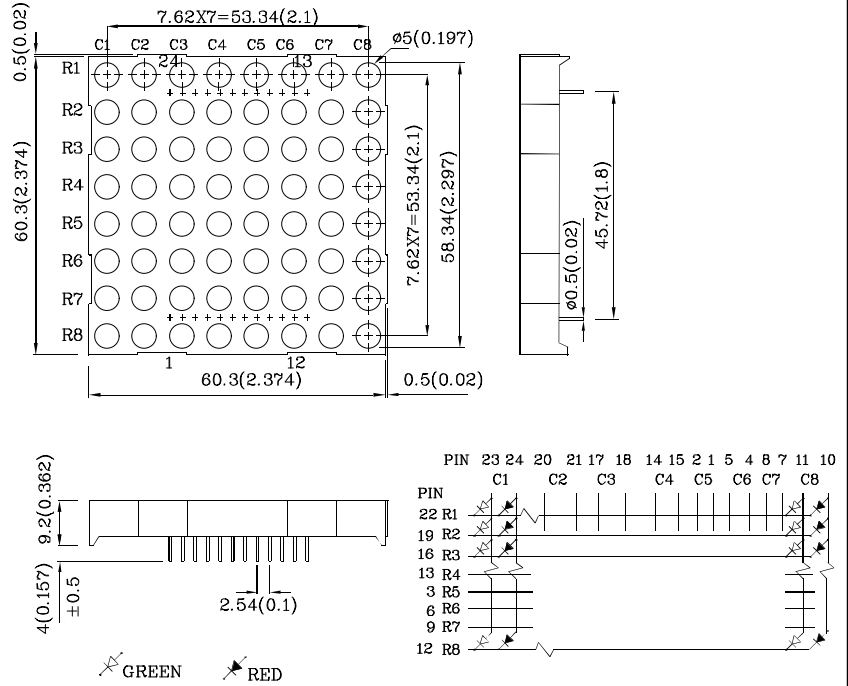 7.62X7=53.34(2.1)
0.5(0.02)
C1 C2 C3 C4 C5 C6 C7 C8
ø5(0.197)
24 13
R1
R2
R3
R4
R5
R6
R7
R8
60.3(2.374)
7.62X7=53.34(2.1)
58.34(2.297)
1 12
60.3(2.374)
0.5(0.02)
ø0.5(0.02)
45.72(1.8)
9.2(0.362)
4(0.157)
±0.5
2.54(0.1)
GREEN RED
PIN 23 24 20 21 17 18 14 15 2 1 5 4 8 7 11 10
C1 C2 C3 C4 C5 C6 C7 C8
PIN
22 R1
19 R2
16 R3
13 R4
3 R5
6 R6
9 R7
12 R8